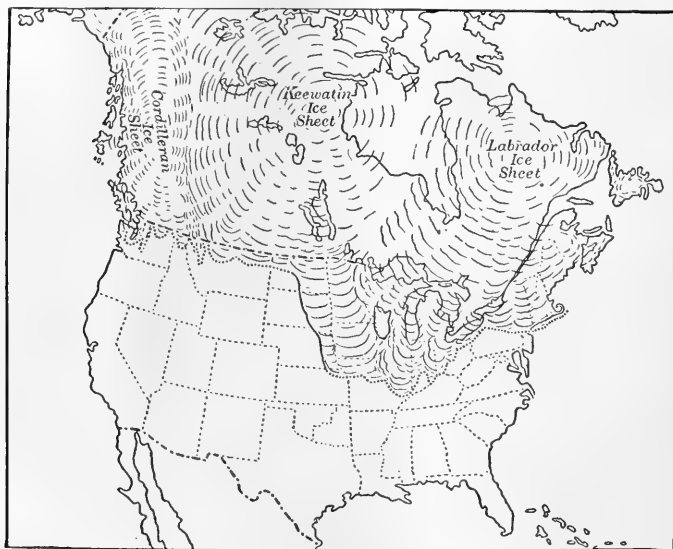 Cordilleran
Ice
Sheet
Keewatin
Ice
Sheet
Labrador
Ice
Sheet